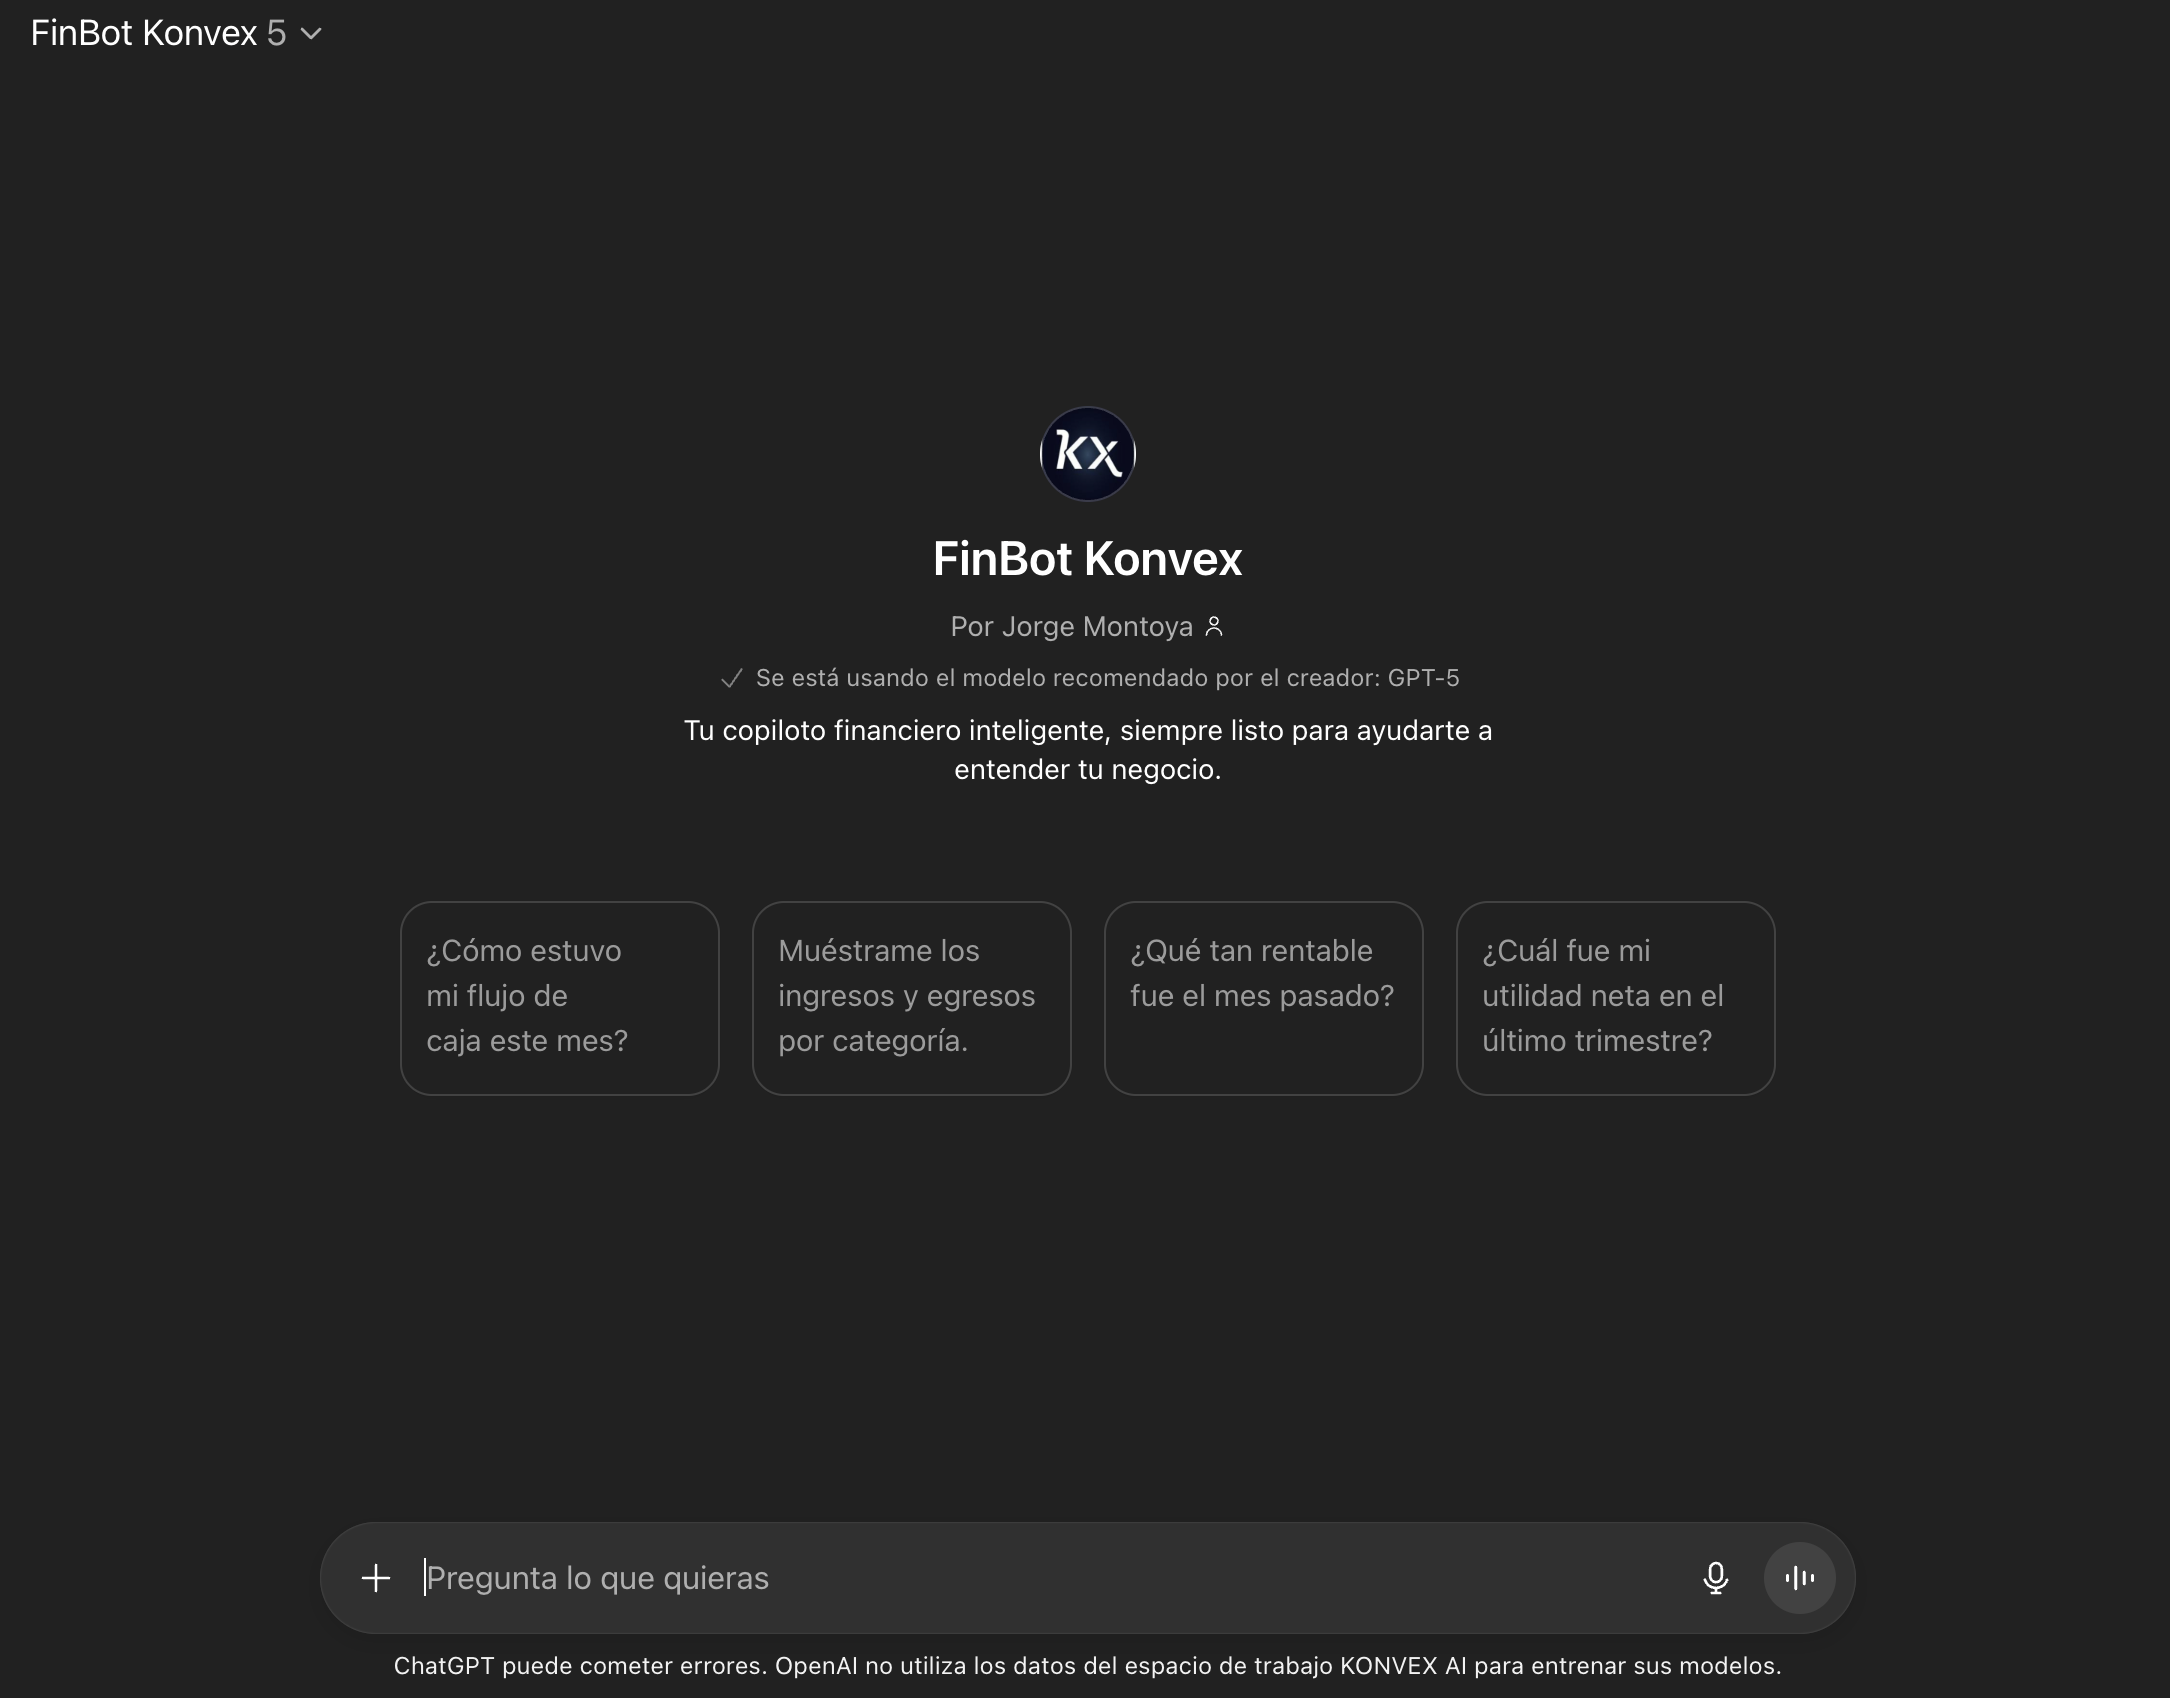 FinBot Konvex 5
kx
FinBot Konvex
Por Jorge Montoya
Se está usando el modelo recomendado por el creador: GPT-5
Tu copiloto financiero inteligente, siempre listo para ayudarte a
entender tu negocio.
¿Cómo estuvo
mi flujo de
caja este mes?
Muéstrame los
ingresos y egresos
por categoría.
¿Qué tan rentable
fue el mes pasado?
¿Cuál fue mi
utilidad neta en el
último trimestre?
Pregunta lo que quieras
ChatGPT puede cometer errores. OpenAI no utiliza los datos del espacio de trabajo KONVEX AI para entrenar sus modelos.